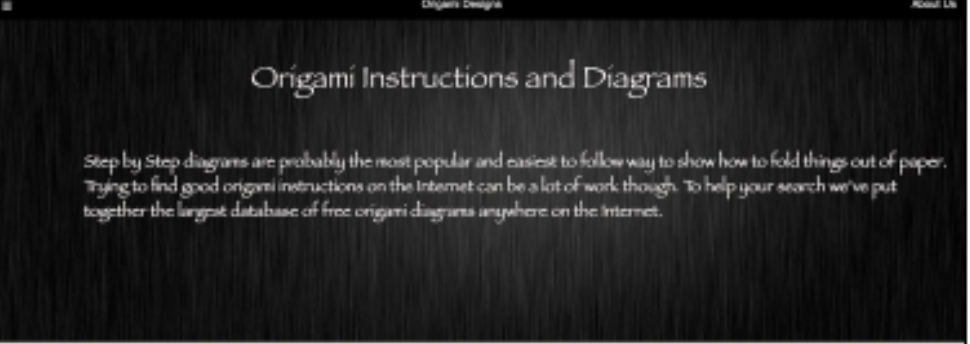 Origami Designs
About Us
Origami Instructions and Diagrams
Step by Step diagrams are probably the most popular and easiest to follow way to show how to fold things out of paper.
Trying to find good origami instructions on the Internet can be a lot of work though. To help your search we've put
together the largest database of free origami diagrams anywhere on the Internet.